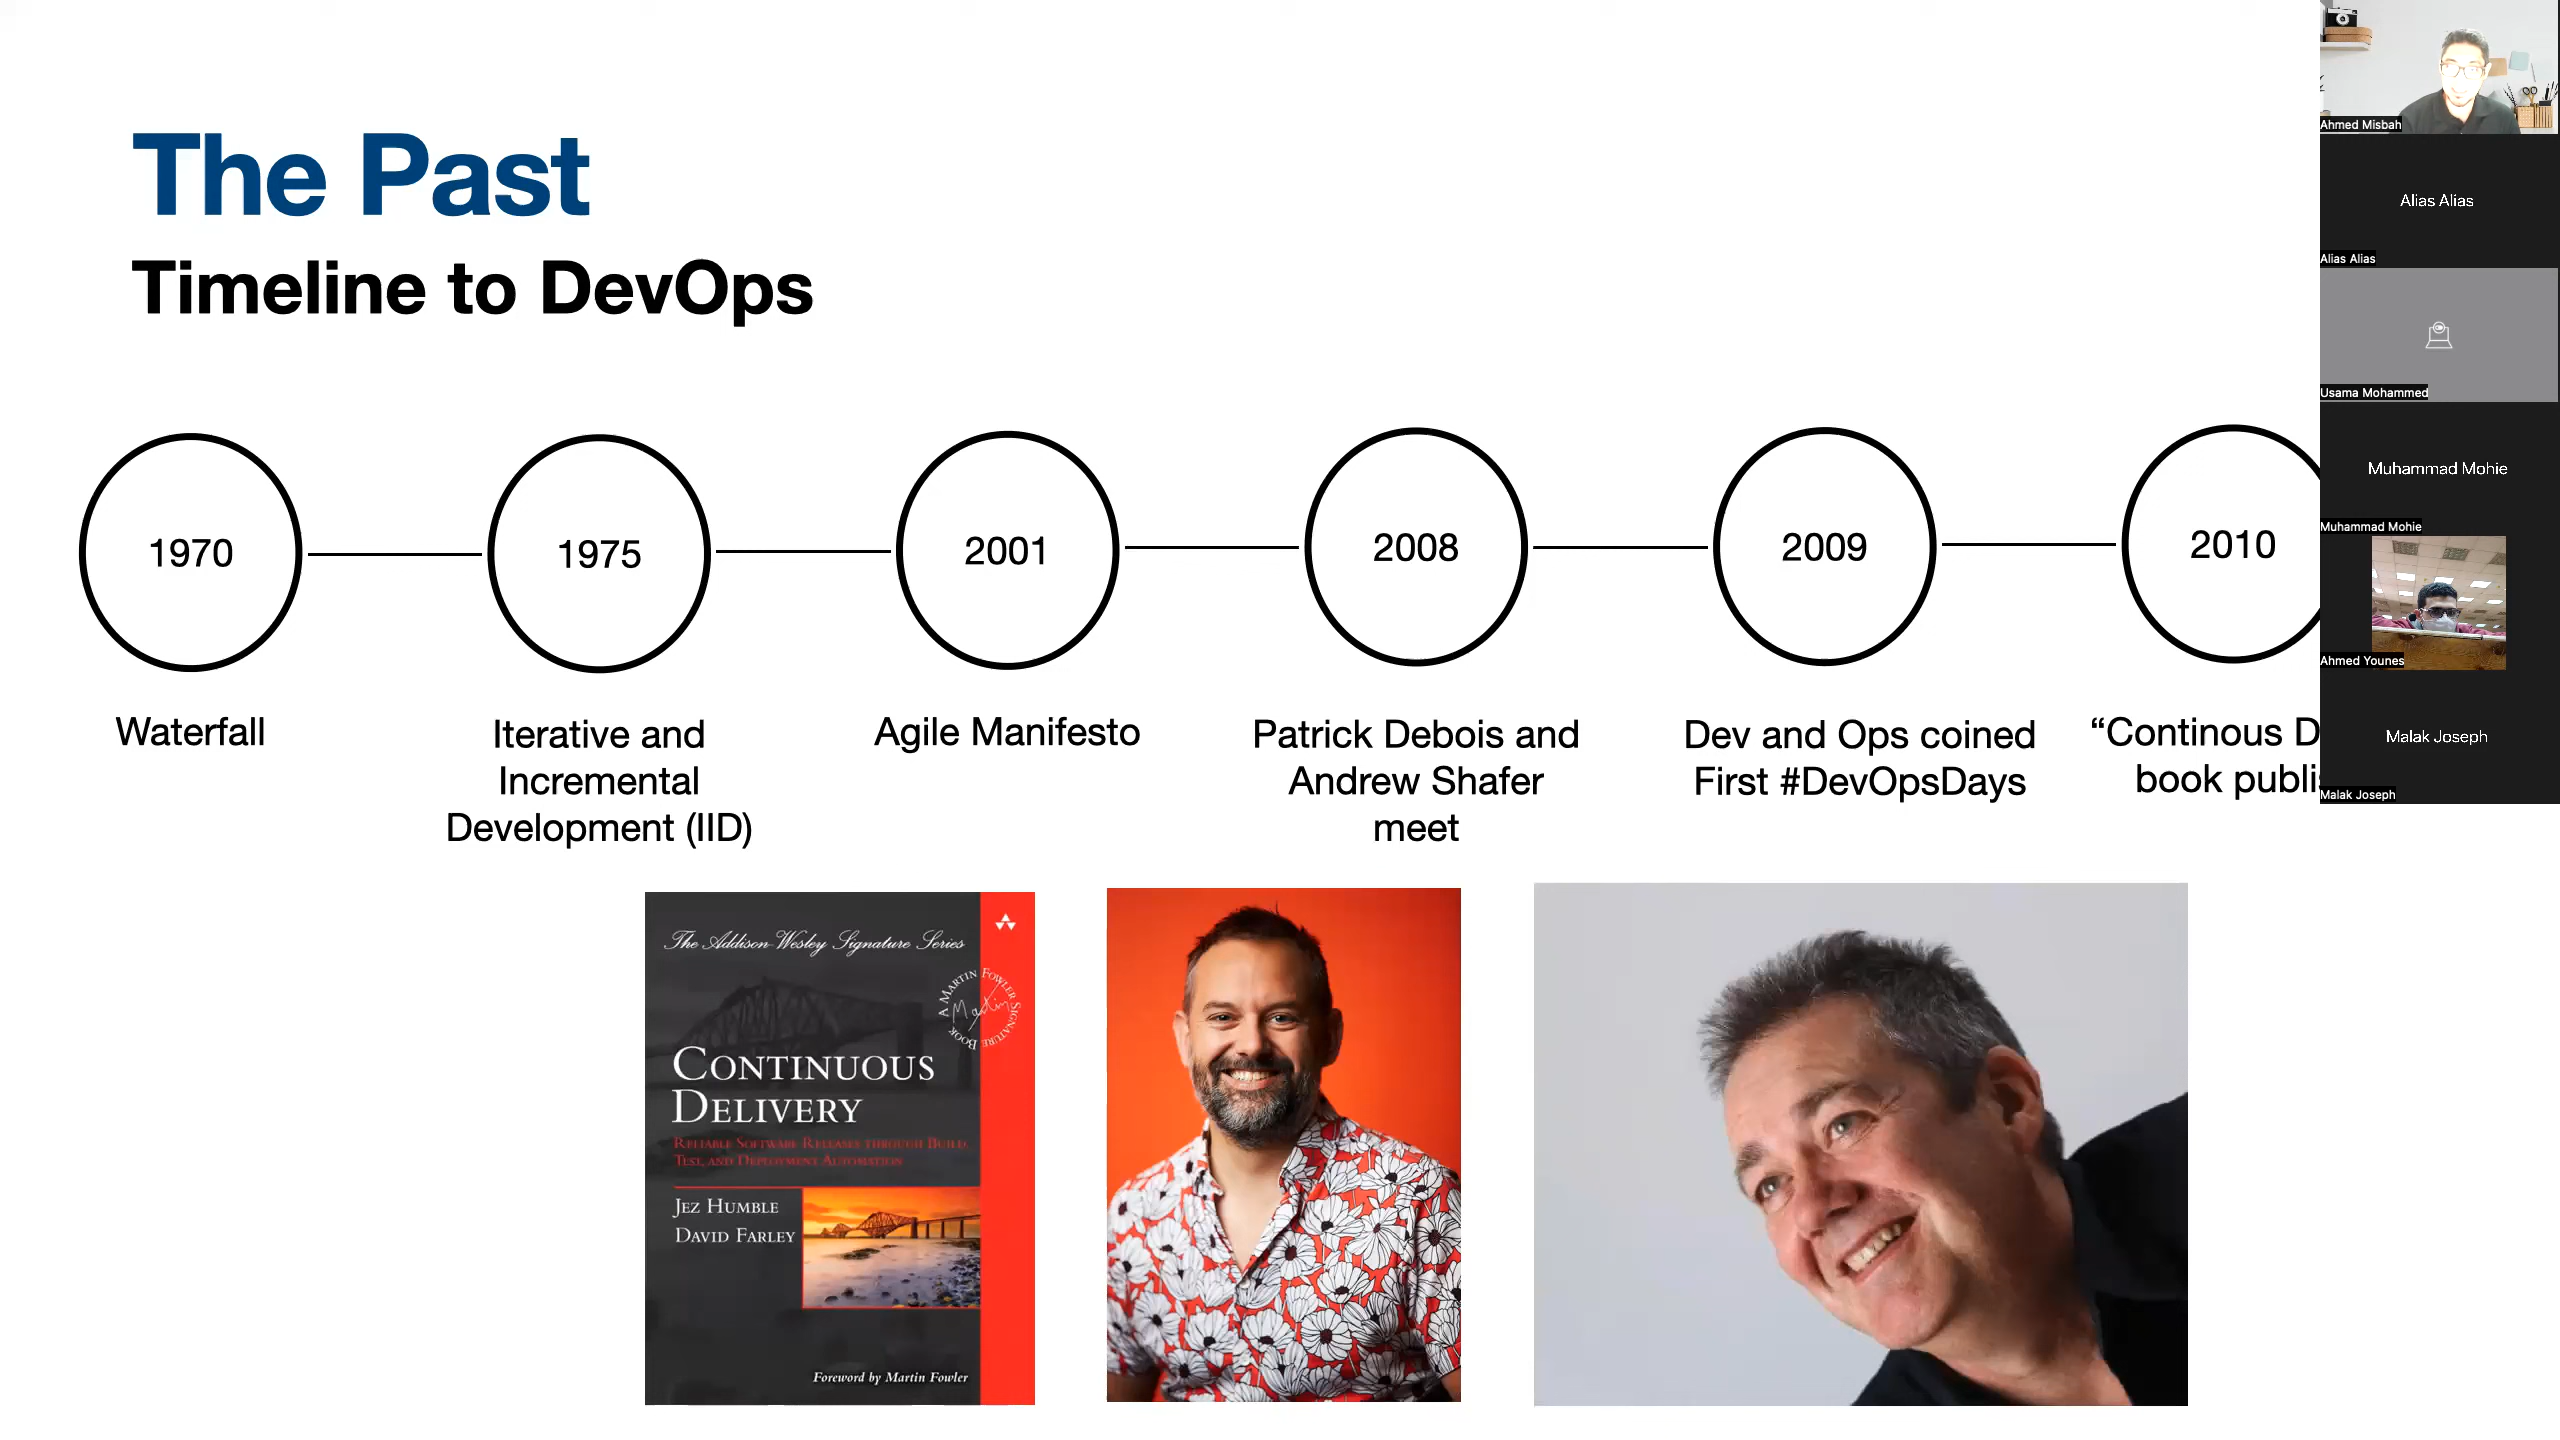 The Past
Timeline to DevOps
1970
1975
2001
2008
2009
2010
Waterfall
Iterative and
Incremental
Development (IID)
Agile Manifesto
Patrick Debois and
Andrew Shafer
meet
Dev and Ops coined
First #DevOpsDays
“Continous D
book publis
The Addison-Wesley Signature Series
A MARTIN FOWLER SIGNATURE BOOK
Martin
CONTINUOUS
DELIVERY
RELIABLE SOFTWARE RELEASES THROUGH BUILD,
TEST, AND DEPLOYMENT AUTOMATION
JEZ HUMBLE
DAVID FARLEY
Foreword by Martin Fowler
Ahmed Misbah
Alias Alias
Alias Alias
Usama Mohammed
Muhammad Mohie
Muhammad Mohie
Ahmed Younes
Malak Joseph
Malak Joseph